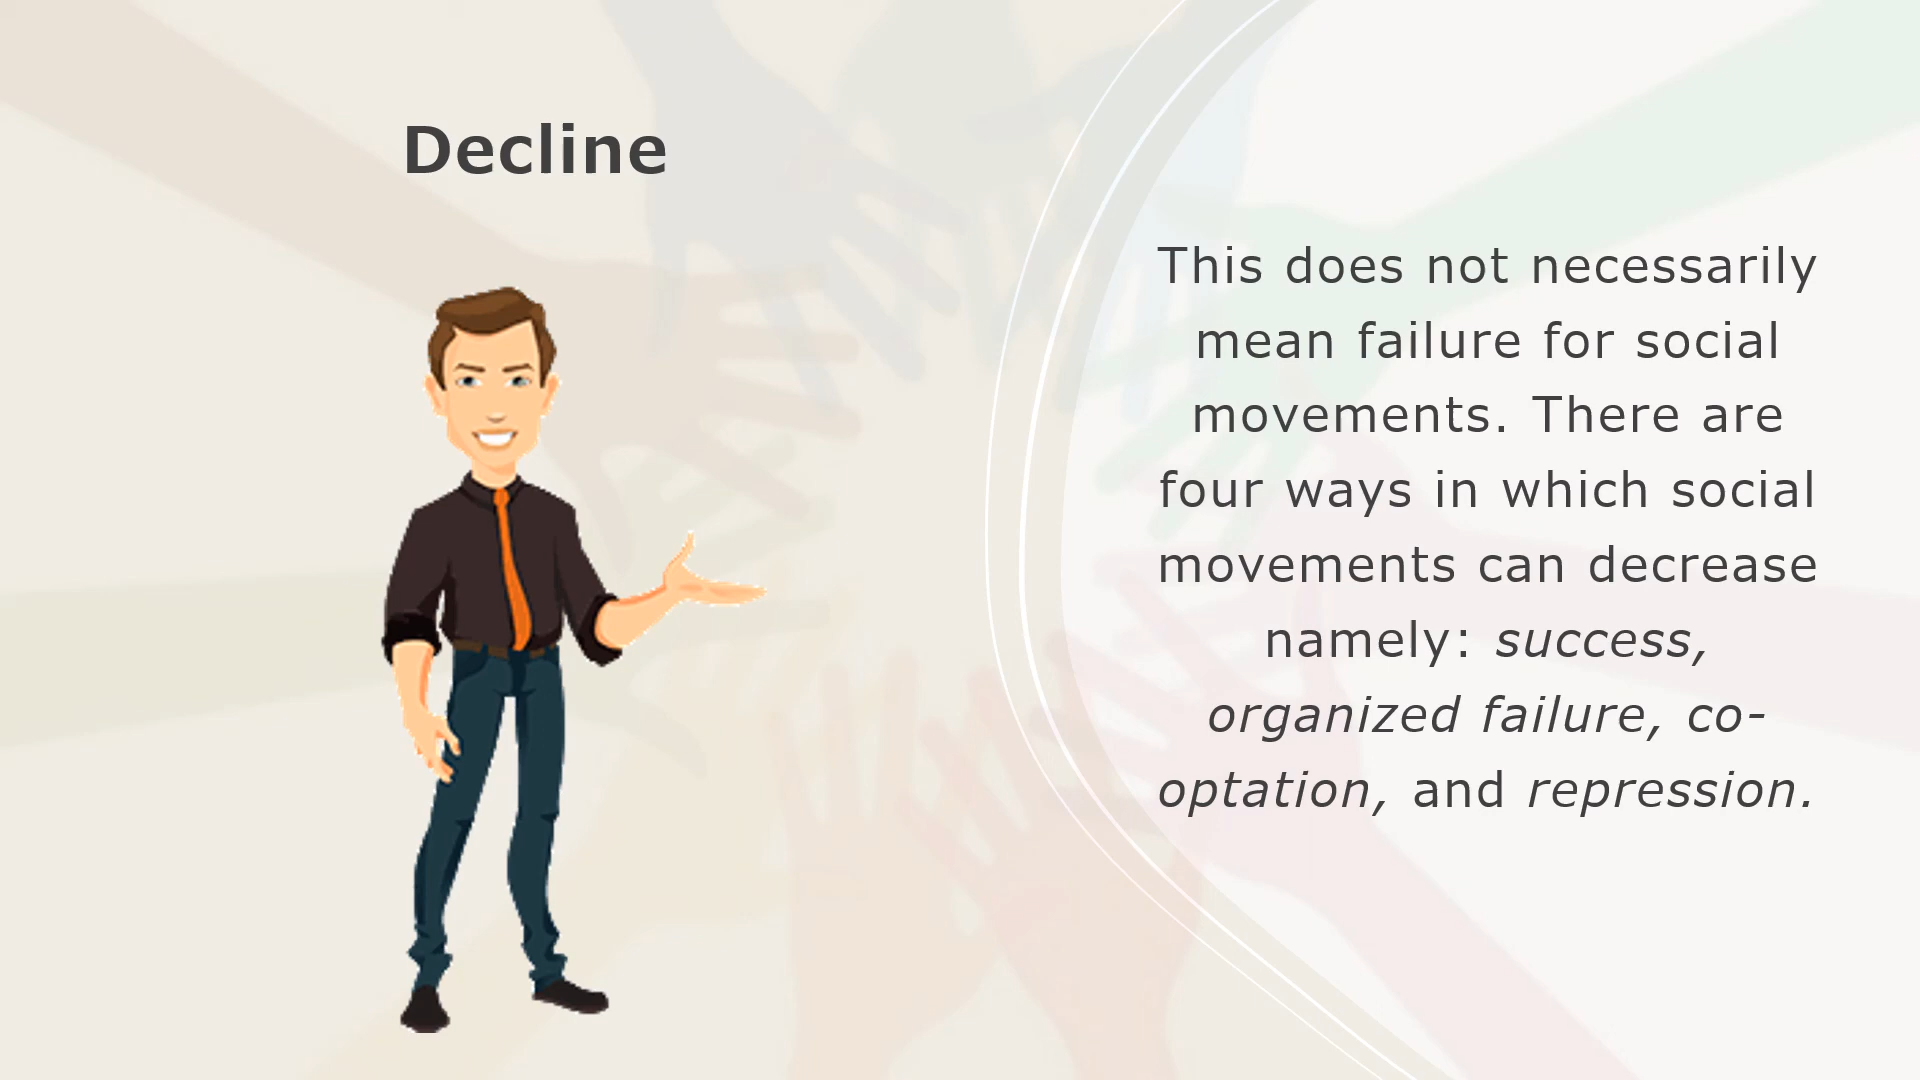 Decline
This does not necessarily
mean failure for social
movements. There are
four ways in which social
movements can decrease
namely: success,
organized failure, co-
optation, and repression.